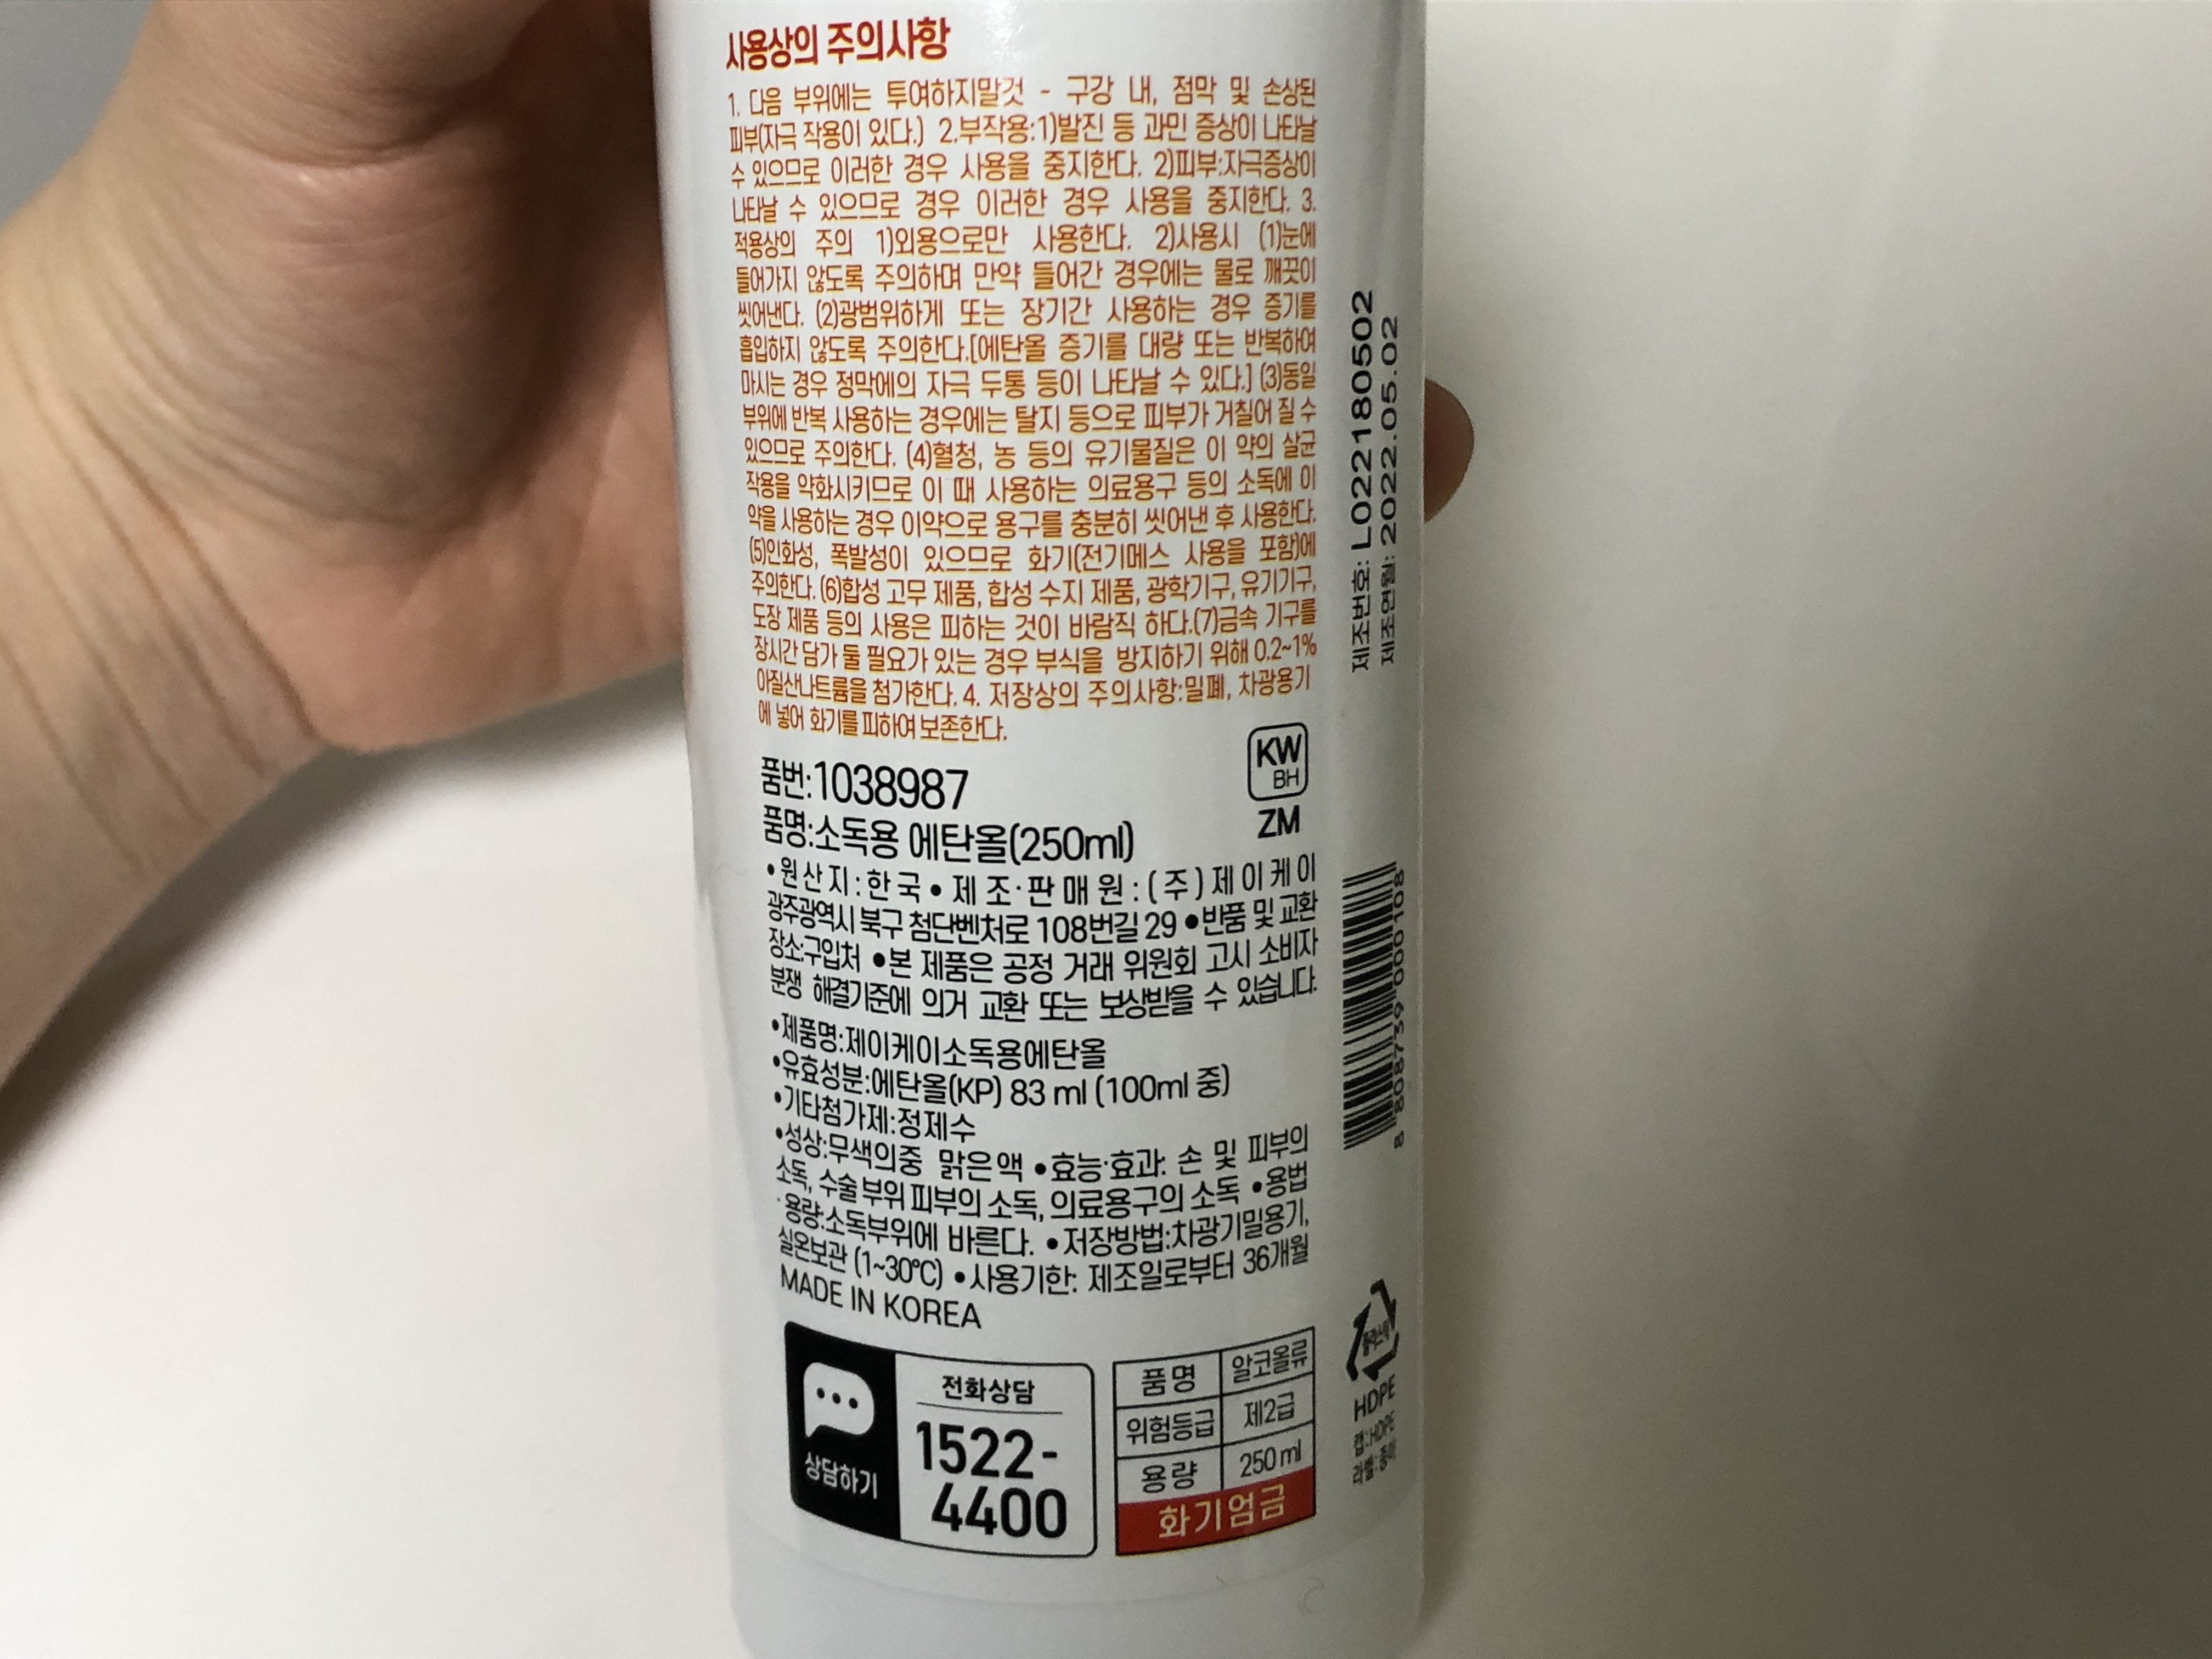 사용상의 주의사항
1. 다음 부위에는 투여하지말것 - 구강 내, 점막 및 손상된
피부(자극 작용이 있다.) 2.부작용:1)발진 등 과민 증상이 나타날
수 있으므로 이러한 경우 사용을 중지한다. 2)피부:자극증상이
나타날 수 있으므로 경우 이러한 경우 사용을 중지한다. 3.
적용상의 주의 1)외용으로만 사용한다. 2)사용시 (1)눈에
들어가지 않도록 주의하며 만약 들어간 경우에는 물로 깨끗이
씻어낸다. (2)광범위하게 또는 장기간 사용하는 경우 증기를
흡입하지 않도록 주의한다.[에탄올 증기를 대량 또는 반복하여
마시는 경우 정막에의 자극 두통 등이 나타날 수 있다.] (3)동일
부위에 반복 사용하는 경우에는 탈지 등으로 피부가 거칠어 질 수
있으므로 주의한다. (4)혈청, 농 등의 유기물질은 이 약의 살균
작용을 약화시키므로 이 때 사용하는 의료용구 등의 소독에 이
약을 사용하는 경우 이약으로 용구를 충분히 씻어낸 후 사용한다.
(5)인화성, 폭발성이 있으므로 화기(전기메스 사용을 포함)에
주의한다. (6)합성 고무 제품, 합성 수지 제품, 광학기구, 유기기구,
도장 제품 등의 사용은 피하는 것이 바람직 하다.(7)금속 기구를
장시간 담가 둘 필요가 있는 경우 부식을 방지하기 위해 0.2~1%
아질산나트륨을 첨가한다. 4. 저장상의 주의사항:밀폐, 차광용기
에 넣어 화기를 피하여 보존한다.
KW
BH
ZM
품번:1038987
품명:소독용 에탄올(250ml)
•원산지:한국•제조·판매원:(주)제이케이
광주광역시 북구 첨단벤처로 108번길 29 •반품 및 교환
장소:구입처 •본 제품은 공정 거래 위원회 고시 소비자
분쟁 해결기준에 의거 교환 또는 보상받을 수 있습니다.
•제품명:제이케이소독용에탄올
•유효성분:에탄올(KP) 83 ml (100ml 중)
•기타첨가제:정제수
•성상:무색의중 맑은액 •효능·효과: 손 및 피부의
소독, 수술부위 피부의 소독, 의료용구의 소독 •용법
·용량:소독부위에 바른다. •저장방법:차광기밀용기,
실온보관 (1~30℃) •사용기한: 제조일로부터 36개월
MADE IN KOREA
상담하기
전화상담
1522-
4400
품명 알코올류
위험등급 제2급
용량 250 ml
화기엄금
제조번호: L022180502
제조연월: 2022.05.02
8 808739 000108
HDPE
캡:HDPE